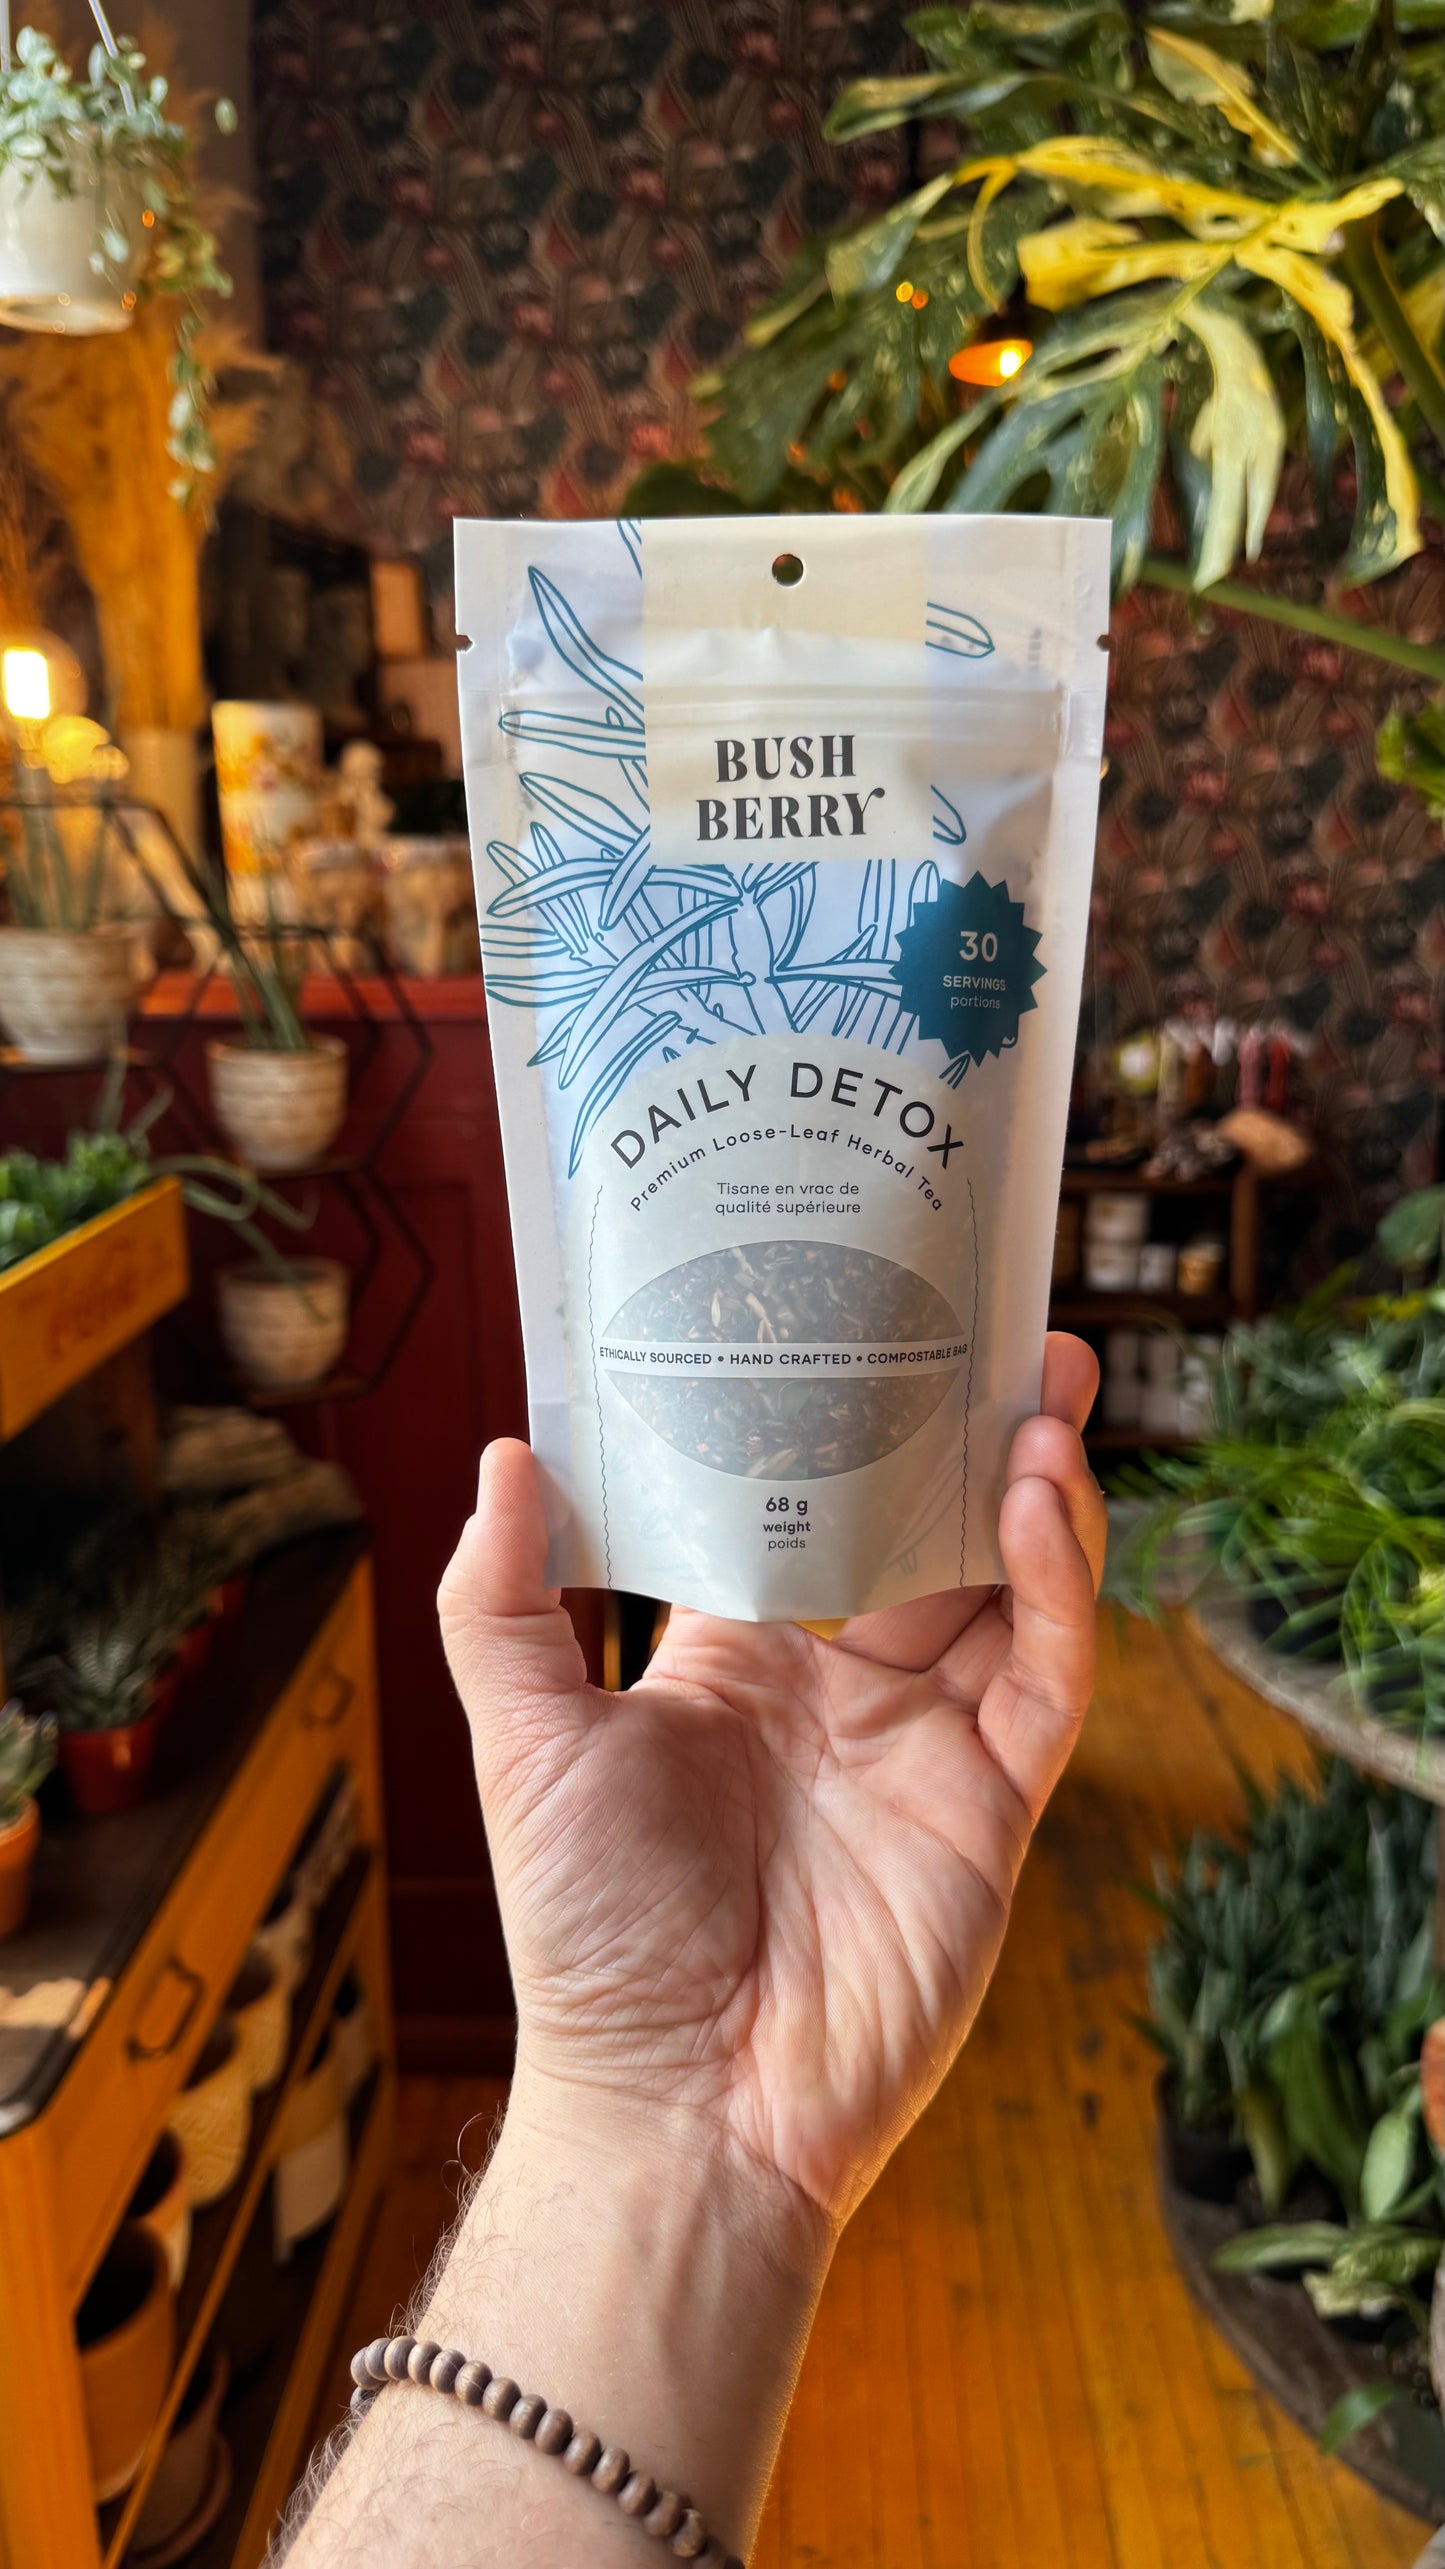 BUSH
BERRY
30
SERVINGS
portions
DAILY DETOX
Premium Loose-Leaf Herbal Tea
Tisane en vrac de
qualité supérieure
ETHICALLY SOURCED • HAND CRAFTED • COMPOSTABLE BAG
68 g
weight
poids